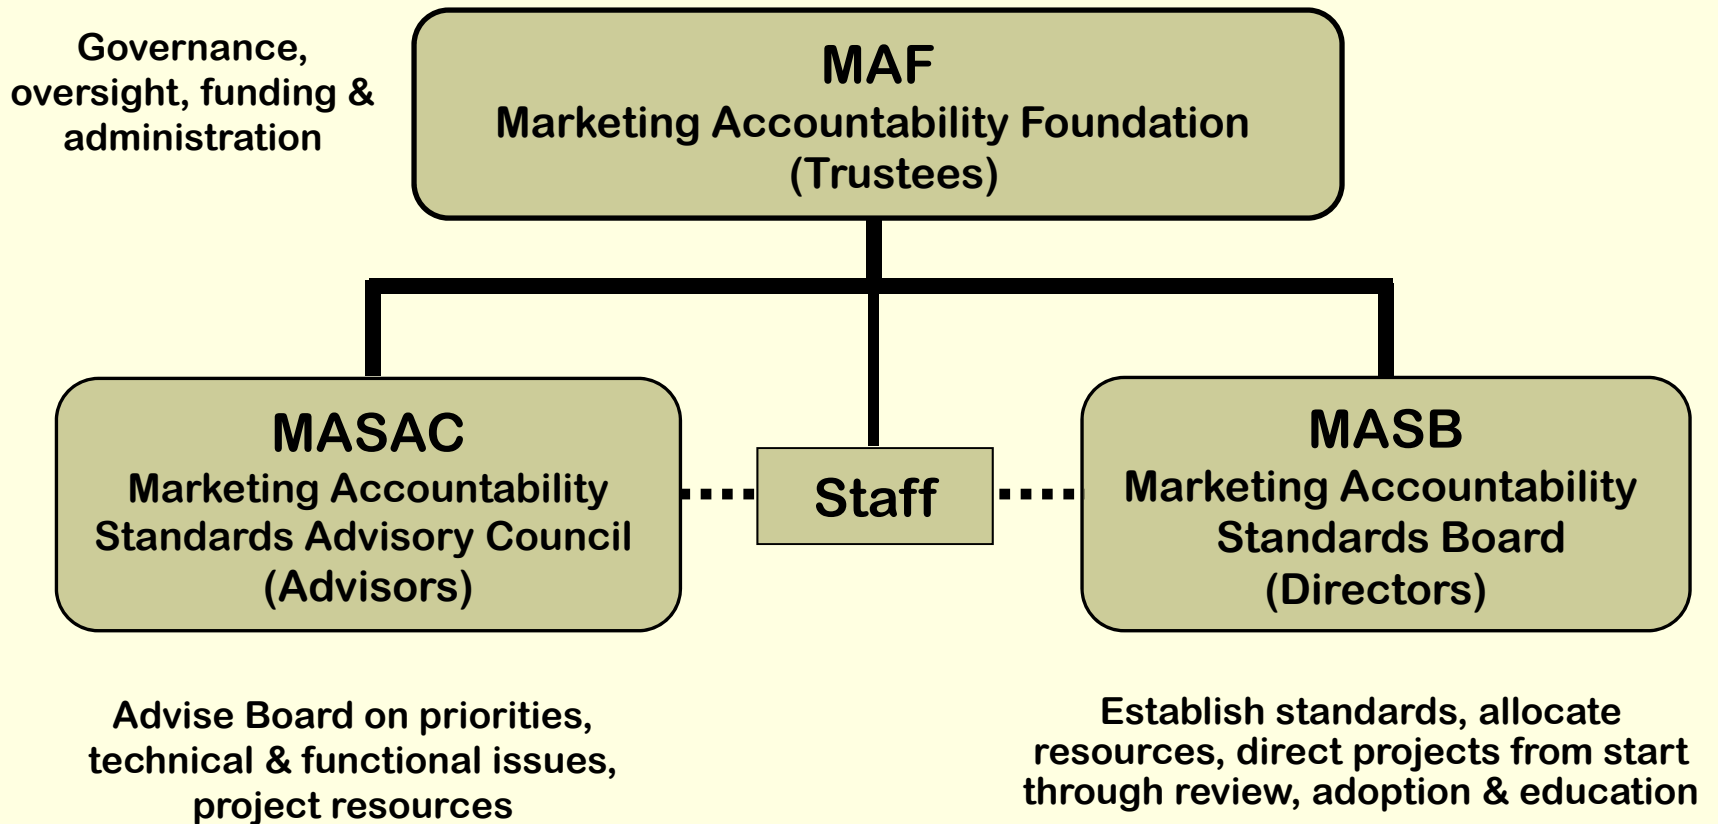 Governance,
oversight, funding &
administration
MAF
Marketing Accountability Foundation
(Trustees)
MASAC
Marketing Accountability
Standards Advisory Council
(Advisors)
Staff
MASB
Marketing Accountability
Standards Board
(Directors)
Advise Board on priorities,
technical & functional issues,
project resources
Establish standards, allocate
resources, direct projects from start
through review, adoption & education